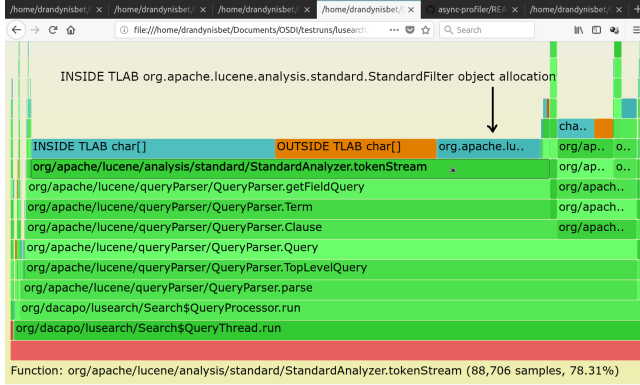 /home/drandynisbet/ × /home/drandynisbet/ × /home/drandynisbet/ × /home/drandynisbet/t × async-profiler/REA × /home/drandynisbet/ × +
file:///home/drandynisbet/Documents/OSDI/testruns/lusearch. ••• Search
INSIDE TLAB org.apache.lucene.analysis.standard.StandardFilter object allocation
cha..
INSIDE TLAB char[] OUTSIDE TLAB char[] org.apache.lu.. org/ap.. o..
org/apache/lucene/analysis/standard/StandardAnalyzer.tokenStream org/ap.. o..
org/apache/lucene/queryParser/QueryParser.getFieldQuery org/apach..
org/apache/lucene/queryParser/QueryParser.Term org/apach..
org/apache/lucene/queryParser/QueryParser.Clause org/apach..
org/apache/lucene/queryParser/QueryParser.Query
org/apache/lucene/queryParser/QueryParser.TopLevelQuery
org/apache/lucene/queryParser/QueryParser.parse
org/dacapo/lusearch/Search$QueryProcessor.run
org/dacapo/lusearch/Search$QueryThread.run
Function: org/apache/lucene/analysis/standard/StandardAnalyzer.tokenStream (88,706 samples, 78.31%)